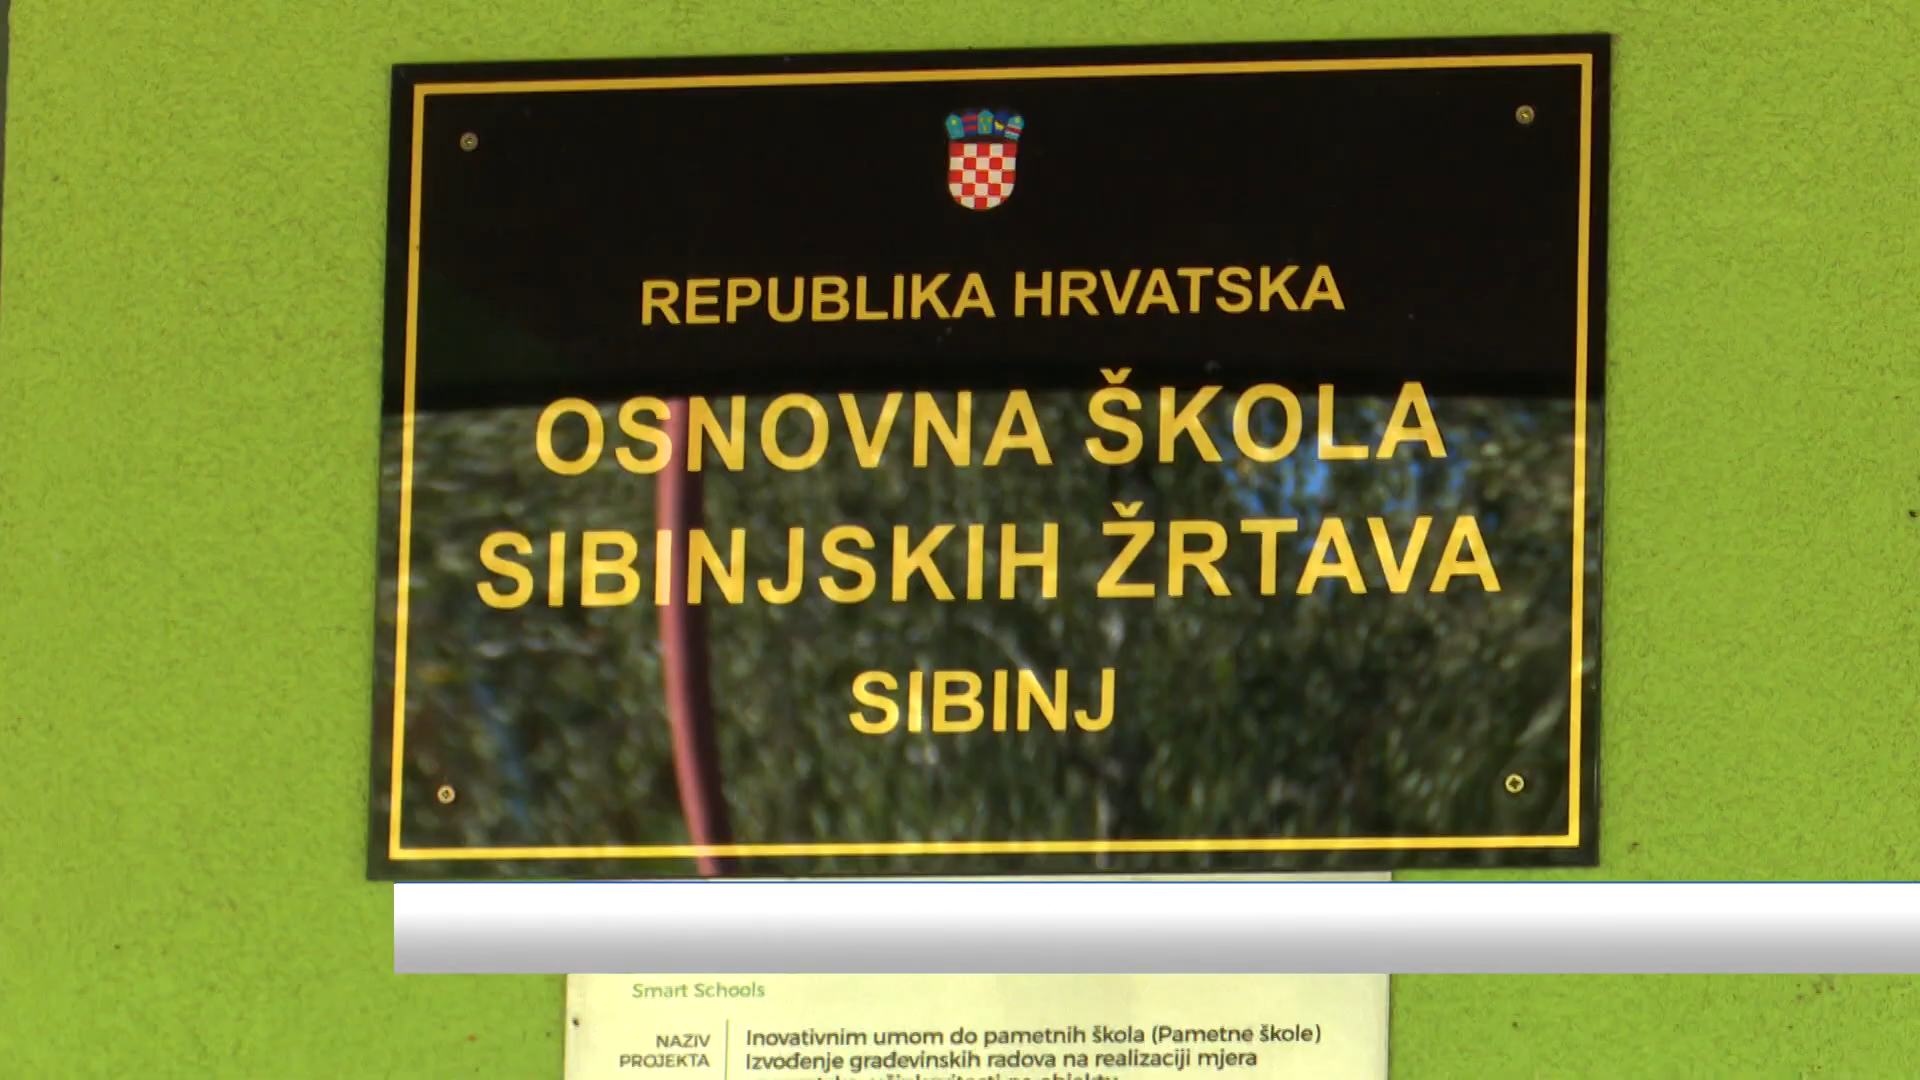 REPUBLIKA HRVATSKA
OSNOVNA ŠKOLA
SIBINJSKIH ŽRTAVA
SIBINJ
Smart Schools
NAZIV PROJEKTA
Inovativnim umom do pametnih škola (Pametne škole)
Izvođenje građevinskih radova na realizaciji mjera